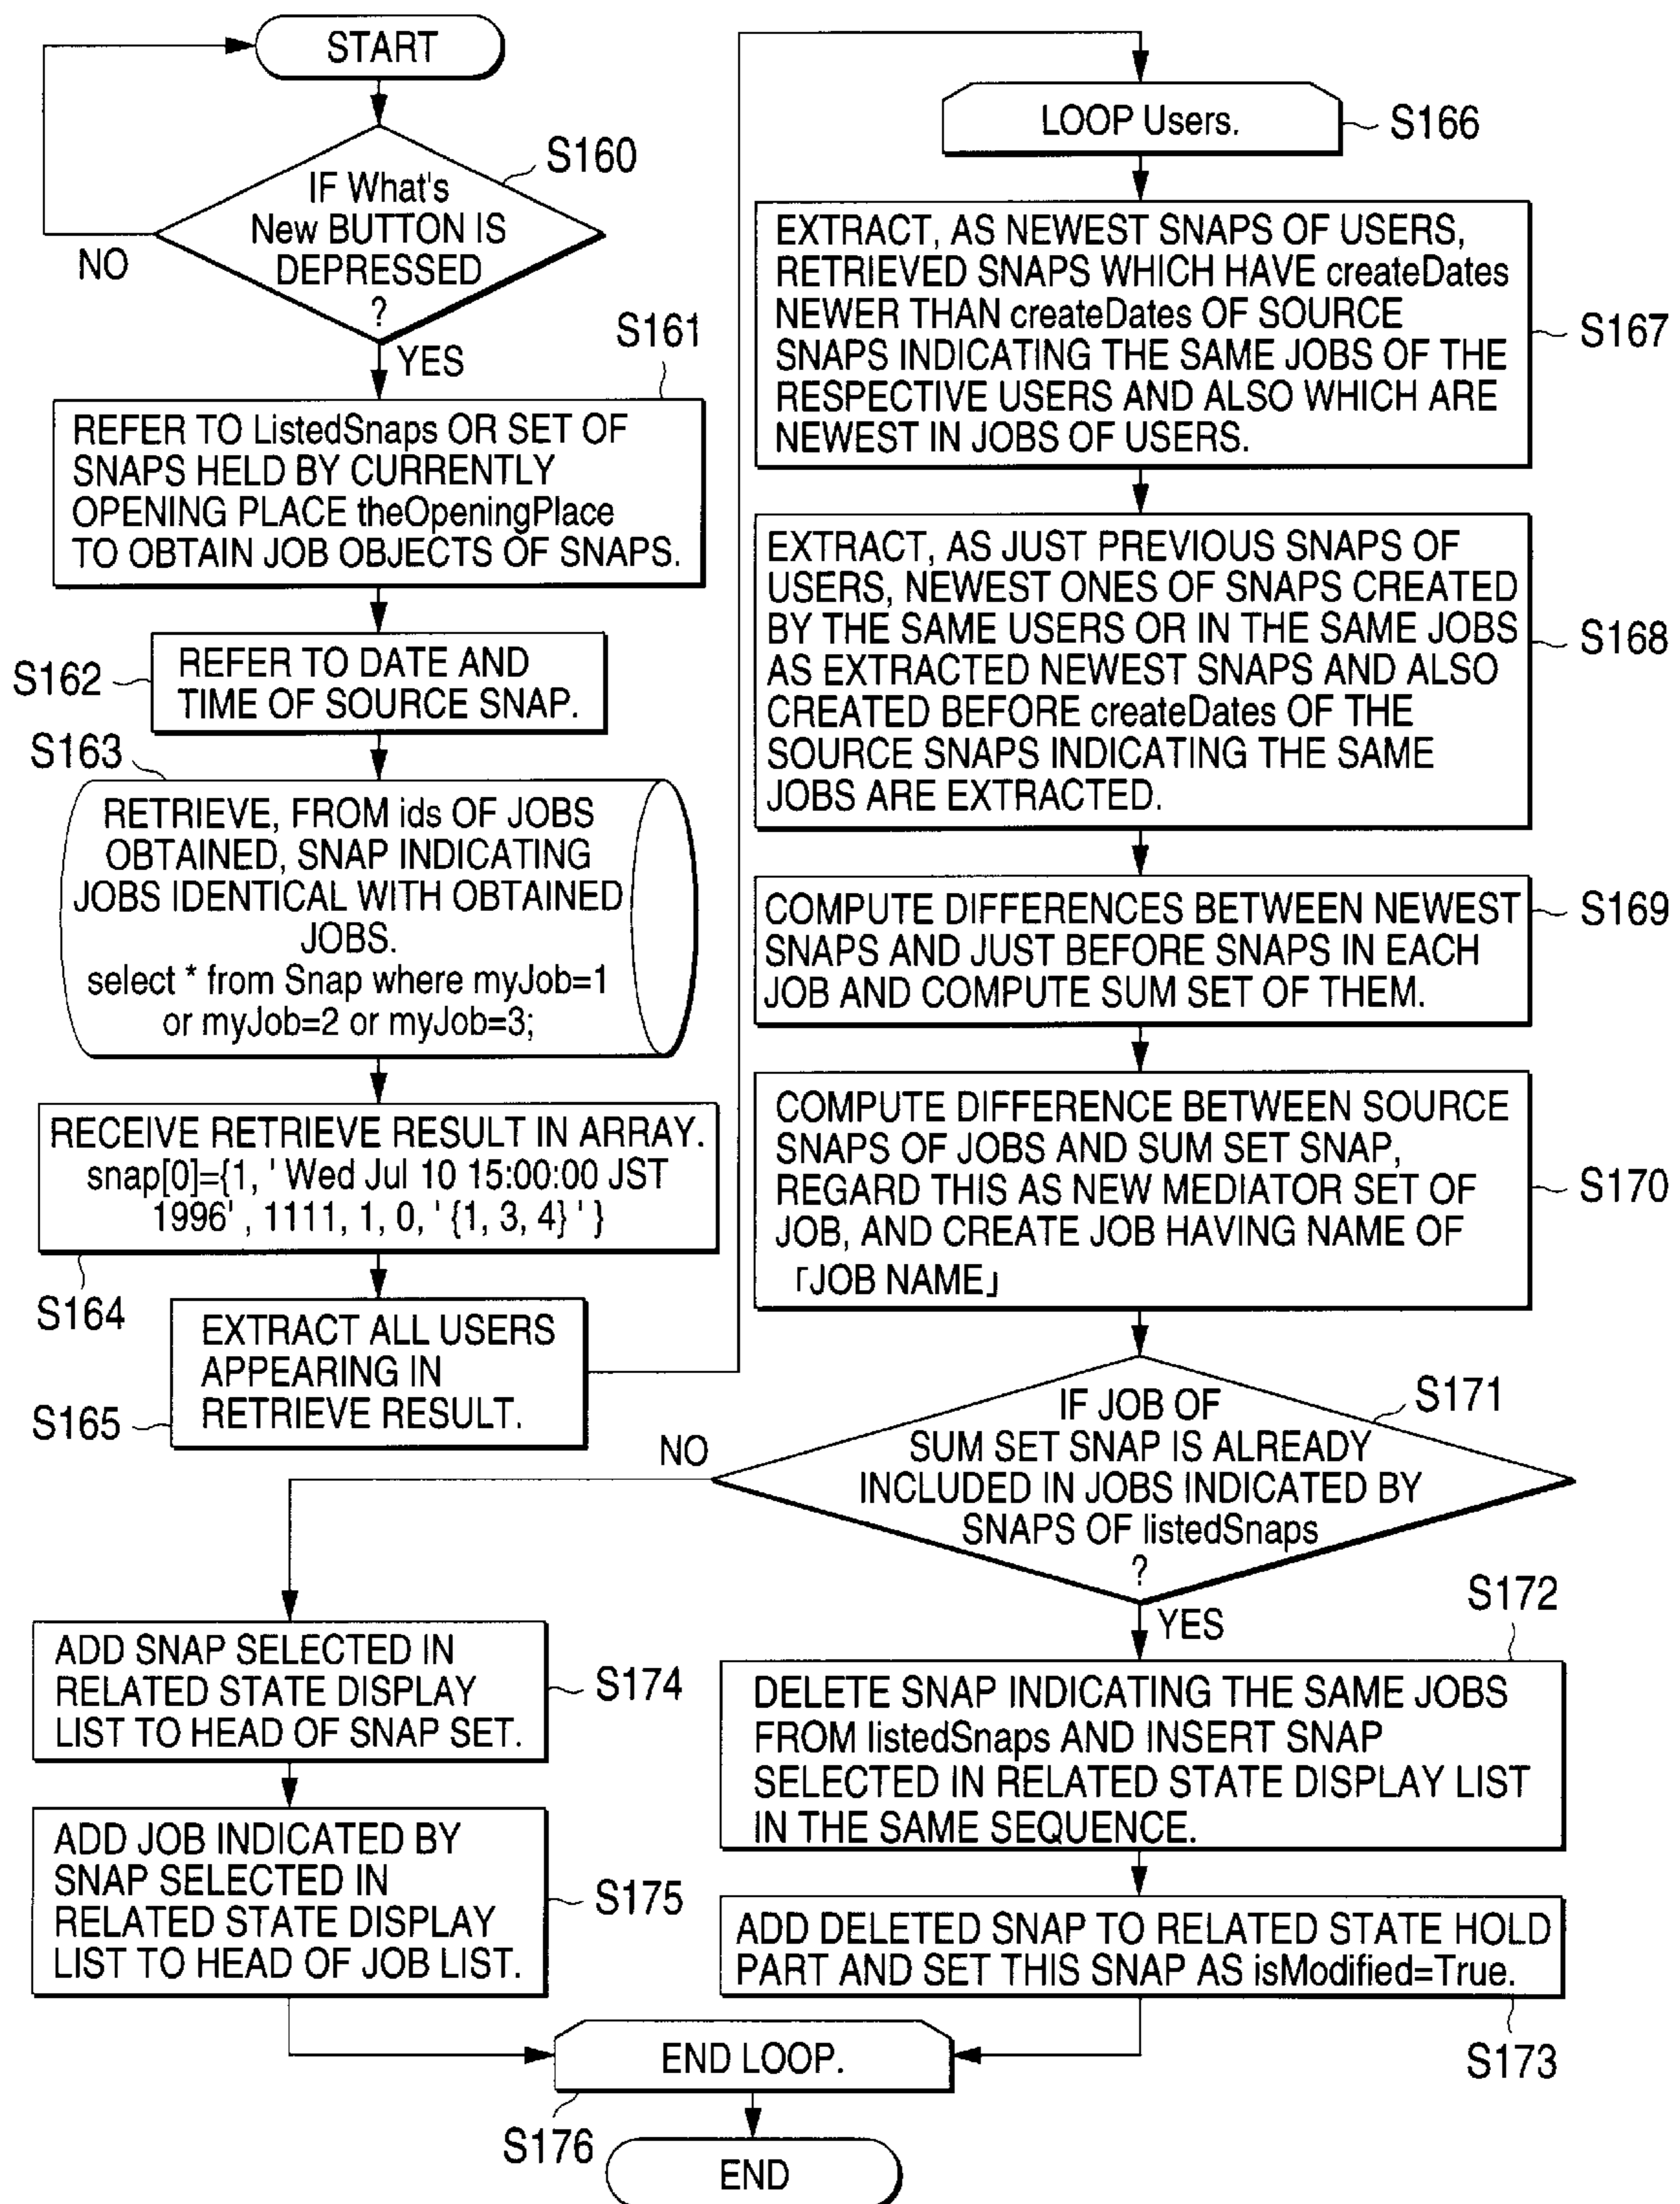 START
S160
IF What's
New BUTTON IS
DEPRESSED
?
NO
YES
S161
REFER TO ListedSnaps OR SET OF
SNAPS HELD BY CURRENTLY
OPENING PLACE theOpeningPlace
TO OBTAIN JOB OBJECTS OF SNAPS.
S162
REFER TO DATE AND
TIME OF SOURCE SNAP.
S163
RETRIEVE, FROM ids OF JOBS
OBTAINED, SNAP INDICATING
JOBS IDENTICAL WITH OBTAINED
JOBS.
select * from Snap where myJob=1
or myJob=2 or myJob=3;
RECEIVE RETRIEVE RESULT IN ARRAY.
snap[0]={1, ' Wed Jul 10 15:00:00 JST
1996' , 1111, 1, 0, ' {1, 3, 4} ' }
S164
EXTRACT ALL USERS
APPEARING IN
RETRIEVE RESULT.
S165
LOOP Users.
S166
EXTRACT, AS NEWEST SNAPS OF USERS,
RETRIEVED SNAPS WHICH HAVE createDates
NEWER THAN createDates OF SOURCE
SNAPS INDICATING THE SAME JOBS OF THE
RESPECTIVE USERS AND ALSO WHICH ARE
NEWEST IN JOBS OF USERS.
S167
EXTRACT, AS JUST PREVIOUS SNAPS OF
USERS, NEWEST ONES OF SNAPS CREATED
BY THE SAME USERS OR IN THE SAME JOBS
AS EXTRACTED NEWEST SNAPS AND ALSO
CREATED BEFORE createDates OF THE
SOURCE SNAPS INDICATING THE SAME
JOBS ARE EXTRACTED.
S168
COMPUTE DIFFERENCES BETWEEN NEWEST
SNAPS AND JUST BEFORE SNAPS IN EACH
JOB AND COMPUTE SUM SET OF THEM.
S169
COMPUTE DIFFERENCE BETWEEN SOURCE
SNAPS OF JOBS AND SUM SET SNAP,
REGARD THIS AS NEW MEDIATOR SET OF
JOB, AND CREATE JOB HAVING NAME OF
「JOB NAME」
S170
IF JOB OF
SUM SET SNAP IS ALREADY
INCLUDED IN JOBS INDICATED BY
SNAPS OF listedSnaps
?
S171
NO
YES
S172
DELETE SNAP INDICATING THE SAME JOBS
FROM listedSnaps AND INSERT SNAP
SELECTED IN RELATED STATE DISPLAY LIST
IN THE SAME SEQUENCE.
ADD DELETED SNAP TO RELATED STATE HOLD
PART AND SET THIS SNAP AS isModified=True.
S173
ADD SNAP SELECTED IN
RELATED STATE DISPLAY
LIST TO HEAD OF SNAP SET.
S174
ADD JOB INDICATED BY
SNAP SELECTED IN
RELATED STATE DISPLAY
LIST TO HEAD OF JOB LIST.
S175
END LOOP.
S176
END